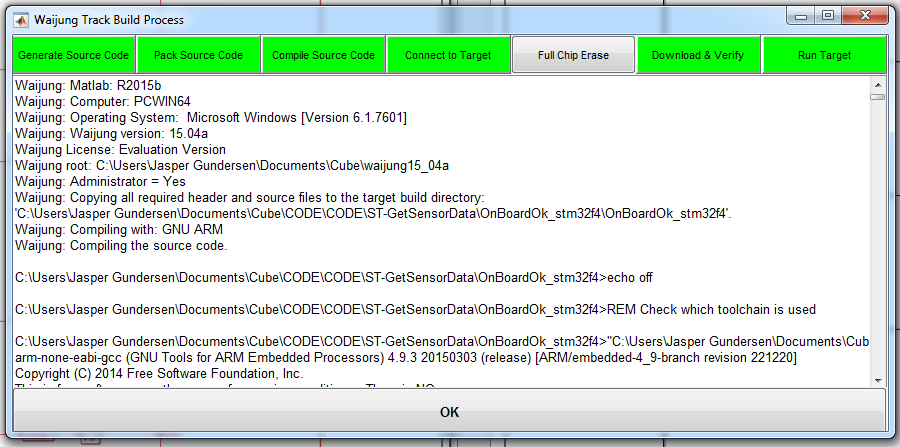 Waijung Track Build Process
Generate Source Code Pack Source Code Compile Source Code Connect to Target Full Chip Erase Download & Verify Run Target
Waijung: Matlab: R2015b
Waijung: Computer: PCWIN64
Waijung: Operating System:  Microsoft Windows [Version 6.1.7601]
Waijung: Waijung version: 15.04a
Waijung License: Evaluation Version
Waijung root: C:\Users\Jasper Gundersen\Documents\Cube\waijung15_04a
Waijung: Administrator = Yes
Waijung: Copying all required header and source files to the target build directory:
'C:\Users\Jasper Gundersen\Documents\Cube\CODE\CODE\ST-GetSensorData\OnBoardOk_stm32f4\OnBoardOk_stm32f4'.
Waijung: Compiling with: GNU ARM
Waijung: Compiling the source code.
C:\Users\Jasper Gundersen\Documents\Cube\CODE\CODE\ST-GetSensorData\OnBoardOk_stm32f4>echo off
C:\Users\Jasper Gundersen\Documents\Cube\CODE\CODE\ST-GetSensorData\OnBoardOk_stm32f4>REM Check which toolchain is used
C:\Users\Jasper Gundersen\Documents\Cube\CODE\CODE\ST-GetSensorData\OnBoardOk_stm32f4>"C:\Users\Jasper Gundersen\Documents\Cub
arm-none-eabi-gcc (GNU Tools for ARM Embedded Processors) 4.9.3 20150303 (release) [ARM/embedded-4_9-branch revision 221220]
Copyright (C) 2014 Free Software Foundation, Inc.
OK